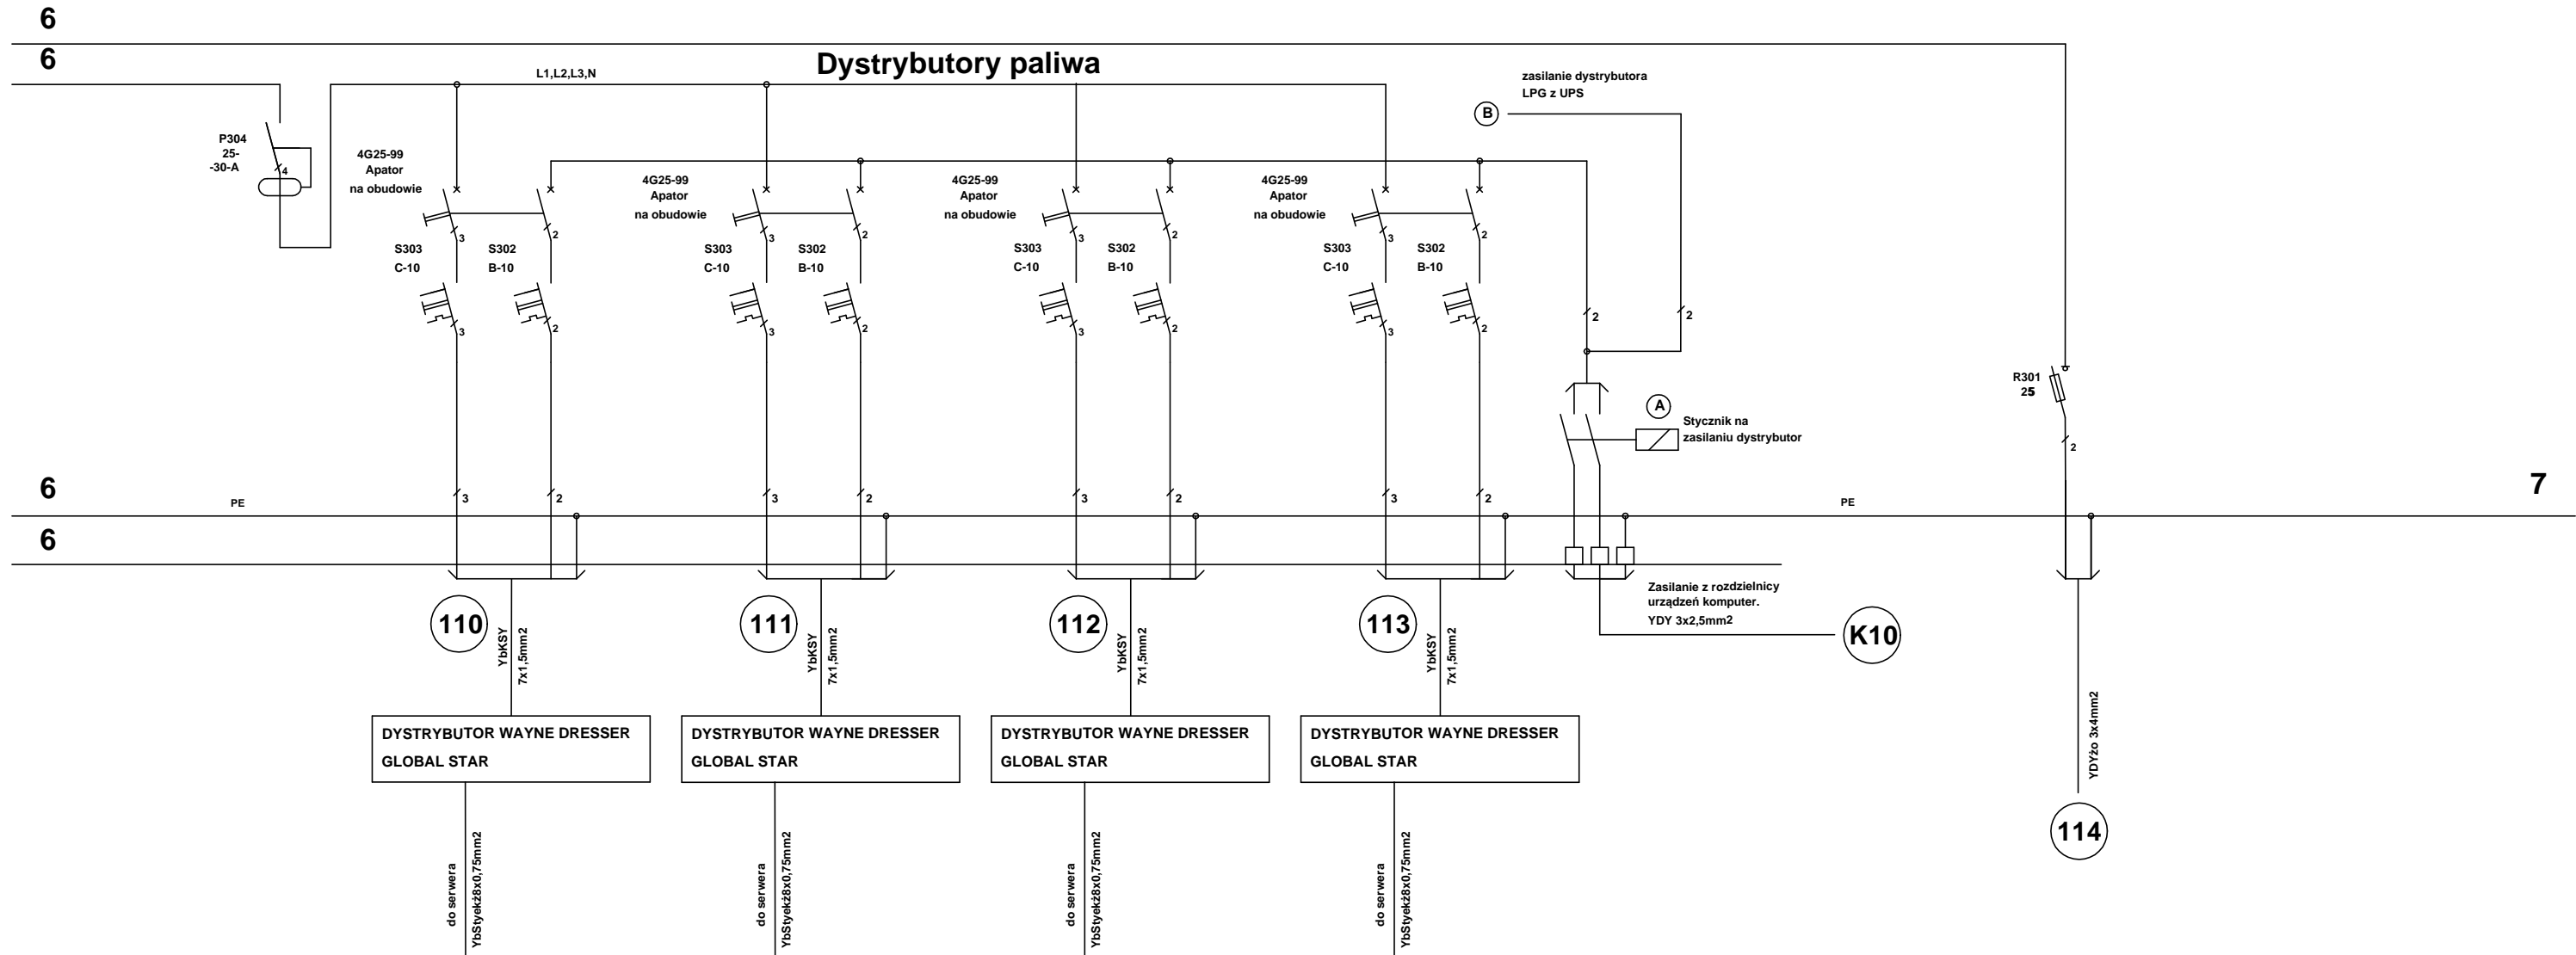 6
6
Dystrybutory paliwa
L1,L2,L3,N
zasilanie dystrybutora
LPG z UPS
B
P304
25-
-30-A
4
4G25-99
Apator
na obudowie
4G25-99
Apator
na obudowie
4G25-99
Apator
na obudowie
4G25-99
Apator
na obudowie
3
2
3
2
3
2
3
2
S303
C-10
S302
B-10
S303
C-10
S302
B-10
S303
C-10
S302
B-10
S303
C-10
S302
B-10
3
2
3
2
3
2
3
2
2
2
R301
25
A
Stycznik na
zasilaniu dystrybutor
2
6
PE
3
2
3
2
3
2
3
2
PE
7
6
110
YbKSY
7x1,5mm2
111
YbKSY
7x1,5mm2
112
YbKSY
7x1,5mm2
113
YbKSY
7x1,5mm2
Zasilanie z rozdzielnicy
urządzeń komputer.
YDY 3x2,5mm2
K10
DYSTRYBUTOR WAYNE DRESSER
GLOBAL STAR
DYSTRYBUTOR WAYNE DRESSER
GLOBAL STAR
DYSTRYBUTOR WAYNE DRESSER
GLOBAL STAR
DYSTRYBUTOR WAYNE DRESSER
GLOBAL STAR
YDYżo 3x4mm2
114
do serwera
YbStyekż8x0,75mm2
do serwera
YbStyekż8x0,75mm2
do serwera
YbStyekż8x0,75mm2
do serwera
YbStyekż8x0,75mm2